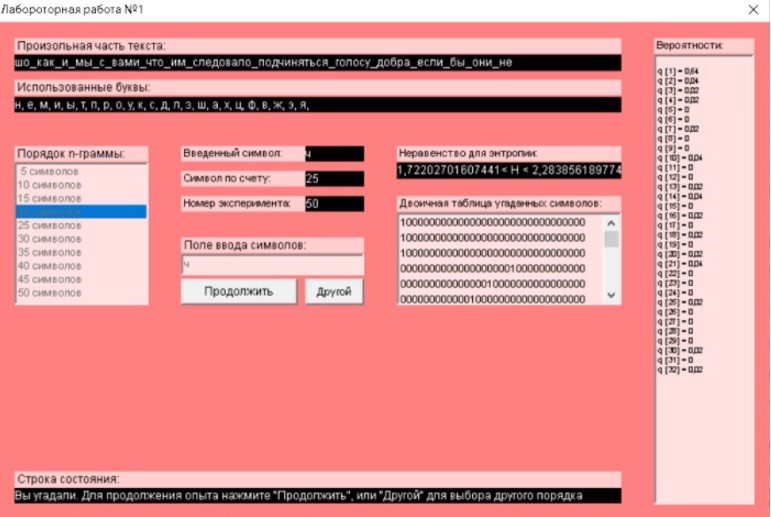 Лабороторная работа №1
Произольная часть текста:
шо_как_и_мы_с_вами_что_им_следовало_подчиняться_голосу_добра_если_бы_они_не
Использованные буквы:
н, е, м, и, ы, т, п, р, о, у, к, с, д, л, з, ш, а, х, ц, ф, в, ж, э, я,
Порядок n-граммы:
5 символов
10 символов
15 символов
25 символов
30 символов
35 символов
40 символов
45 символов
50 символов
Введенный символ: ч
Символ по счету: 25
Номер эксперимента: 50
Поле ввода символов:
ч
Продолжить
Другой
Неравенство для энтропии:
1,72202701607441< H < 2,283856189774
Двоичная таблица угаданных символов:
10000000000000000000000000000000
10000000000000000000000000000000
10000000000000000000000000000000
00000000000000000001000000000000
00000000000000010000000000000000
00000000000010000000000000000000
Вероятности:
q [1] = 0,64
q [2] = 0,04
q [3] = 0,02
q [4] = 0,02
q [5] = 0
q [6] = 0
q [7] = 0,02
q [8] = 0
q [9] = 0
q [10] = 0,04
q [11] = 0
q [12] = 0
q [13] = 0,02
q [14] = 0,04
q [15] = 0
q [16] = 0,02
q [17] = 0
q [18] = 0,02
q [19] = 0
q [20] = 0,02
q [21] = 0,04
q [22] = 0
q [23] = 0
q [24] = 0
q [25] = 0,02
q [26] = 0
q [27] = 0
q [28] = 0
q [29] = 0
q [30] = 0,02
q [31] = 0
q [32] = 0,02
Строка состояния:
Вы угадали. Для продолжения опыта нажмите "Продолжить", или "Другой" для выбора другого порядка